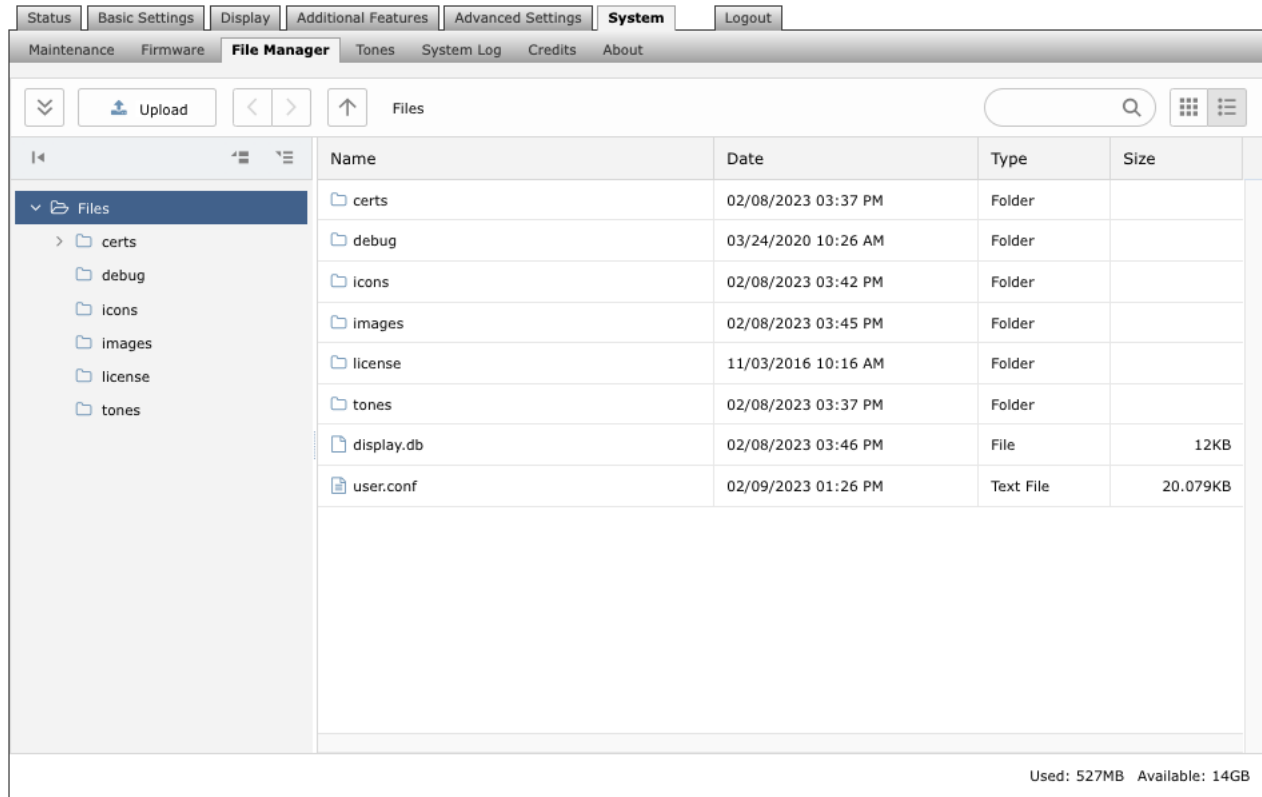 Status Basic Settings Display Additional Features Advanced Settings System Logout
Maintenance Firmware File Manager Tones System Log Credits About
Upload Files
Name Date Type Size
Files
certs
debug
icons
images
license
tones
certs 02/08/2023 03:37 PM Folder
debug 03/24/2020 10:26 AM Folder
icons 02/08/2023 03:42 PM Folder
images 02/08/2023 03:45 PM Folder
license 11/03/2016 10:16 AM Folder
tones 02/08/2023 03:37 PM Folder
display.db 02/08/2023 03:46 PM File 12KB
user.conf 02/09/2023 01:26 PM Text File 20.079KB
Used: 527MB Available: 14GB